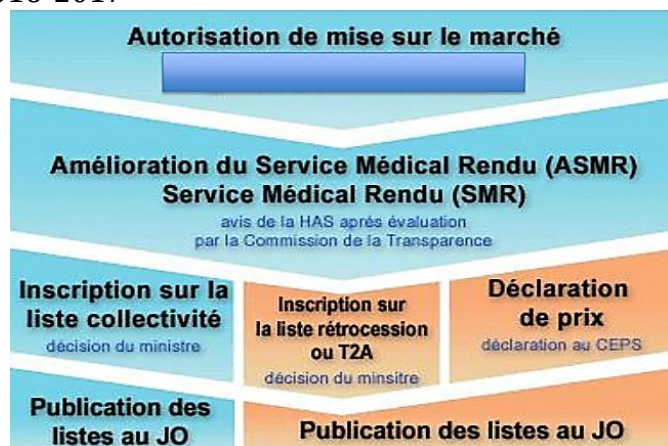 Autorisation de mise sur le marché
Amélioration du Service Médical Rendu (ASMR)
Service Médical Rendu (SMR)
avis de la HAS après évaluation
par la Commission de la Transparence
Inscription sur la
liste collectivité
décision du ministre
Inscription sur
la liste rétrocession
ou T2A
décision du minsitre
Déclaration
de prix
déclaration au CEPS
Publication des
listes au JO
Publication des listes au JO